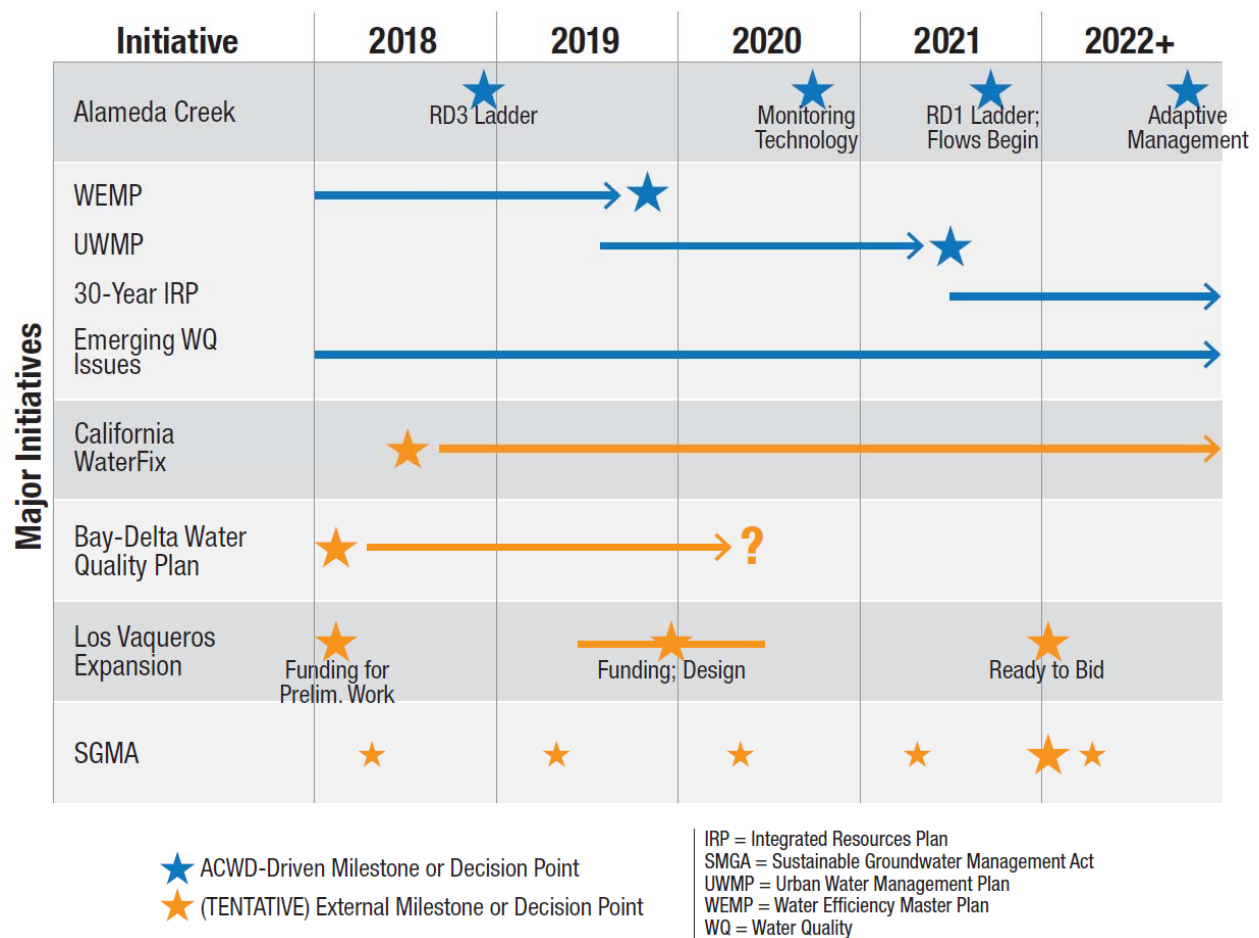 Initiative 2018 2019 2020 2021 2022+
Major Initiatives
Alameda Creek
RD3 Ladder
Monitoring
Technology
RD1 Ladder;
Flows Begin
Adaptive
Management
WEMP
UWMP
30-Year IRP
Emerging WQ
Issues
California
WaterFix
Bay-Delta Water
Quality Plan
?
Los Vaqueros
Expansion
Funding for
Prelim. Work
Funding; Design
Ready to Bid
SGMA
ACWD-Driven Milestone or Decision Point
(TENTATIVE) External Milestone or Decision Point
IRP = Integrated Resources Plan
SMGA = Sustainable Groundwater Management Act
UWMP = Urban Water Management Plan
WEMP = Water Efficiency Master Plan
WQ = Water Quality